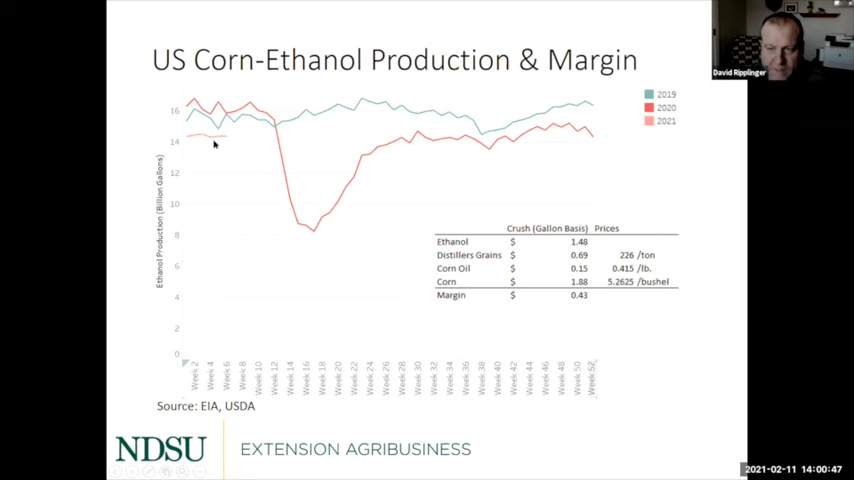 US Corn-Ethanol Production & Margin
David Ripplinger
2019
2020
2021
Ethanol Production (Billion Gallons)
16
14
12
10
8
6
4
2
0
Crush (Gallon Basis) Prices
Ethanol $ 1.48
Distillers Grains $ 0.69 226 /ton
Corn Oil $ 0.15 0.415 /lb.
Corn $ 1.88 5.2625 /bushel
Margin $ 0.43
Week 2
Week 4
Week 6
Week 8
Week 10
Week 12
Week 14
Week 16
Week 18
Week 20
Week 22
Week 24
Week 26
Week 28
Week 30
Week 32
Week 34
Week 36
Week 38
Week 40
Week 42
Week 44
Week 46
Week 48
Week 50
Week 52
Source: EIA, USDA
NDSU EXTENSION AGRIBUSINESS
2021-02-11 14:00:47